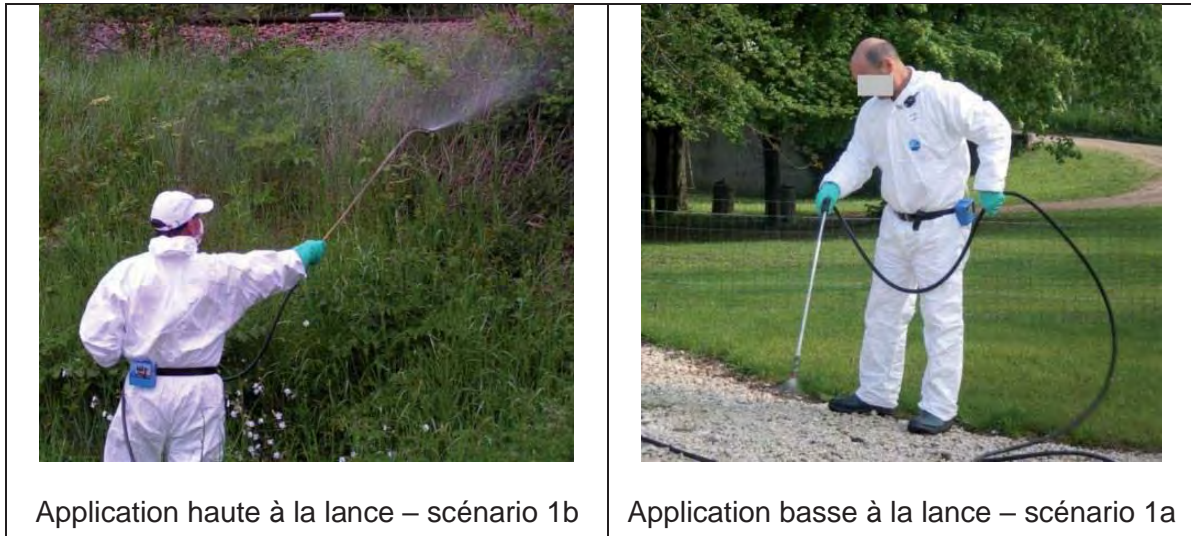 Application haute à la lance – scénario 1b
Application basse à la lance – scénario 1a